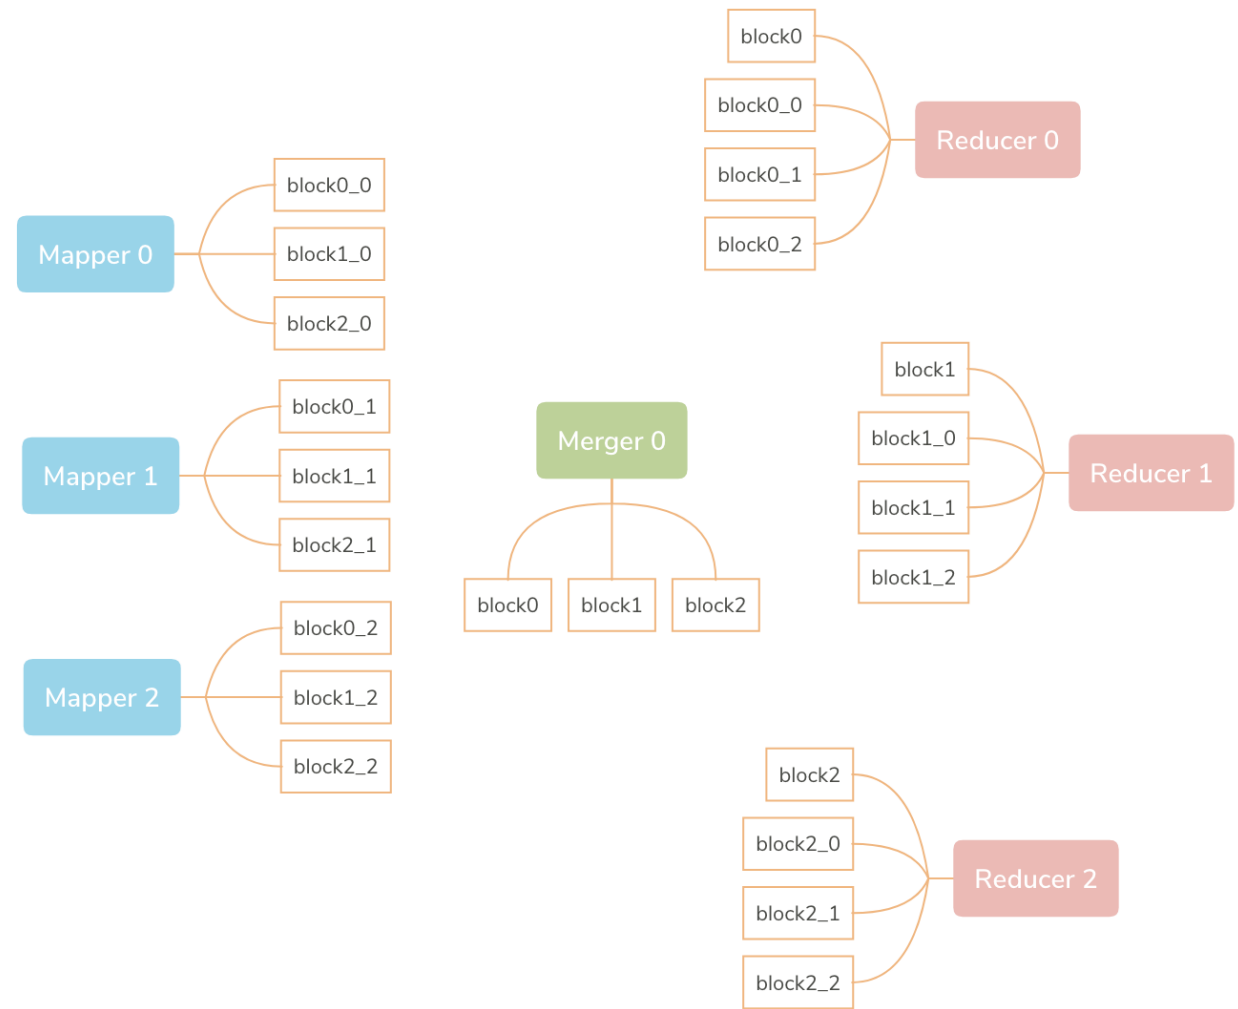 Mapper 0
block0_0
block1_0
block2_0
Mapper 1
block0_1
block1_1
block2_1
Mapper 2
block0_2
block1_2
block2_2
Merger 0
block0
block1
block2
block0
block0_0
block0_1
block0_2
Reducer 0
block1
block1_0
block1_1
block1_2
Reducer 1
block2
block2_0
block2_1
block2_2
Reducer 2